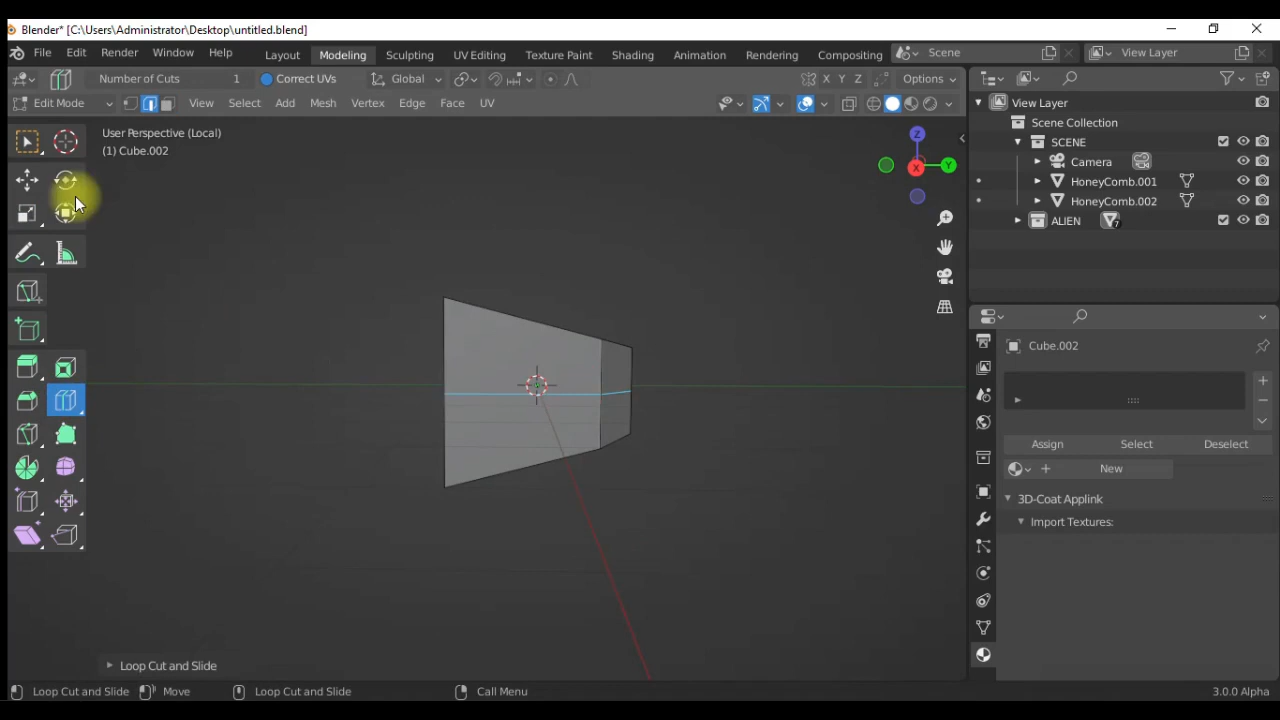 Blender* [C:\Users\Administrator\Desktop\untitled.blend]
File Edit Render Window Help Layout Modeling Sculpting UV Editing Texture Paint Shading Animation Rendering Compositing Scene View Layer
Number of Cuts 1 Correct UVs Global X Y Z Options
Edit Mode View Select Add Mesh Vertex Edge Face UV
User Perspective (Local)
(1) Cube.002
Z
Y
X
View Layer
Scene Collection
SCENE
Camera
HoneyComb.001
HoneyComb.002
ALIEN 7
Cube.002
Assign Select Deselect
New
3D-Coat Applink
Import Textures:
Loop Cut and Slide
Loop Cut and Slide Move Loop Cut and Slide Call Menu 3.0.0 Alpha